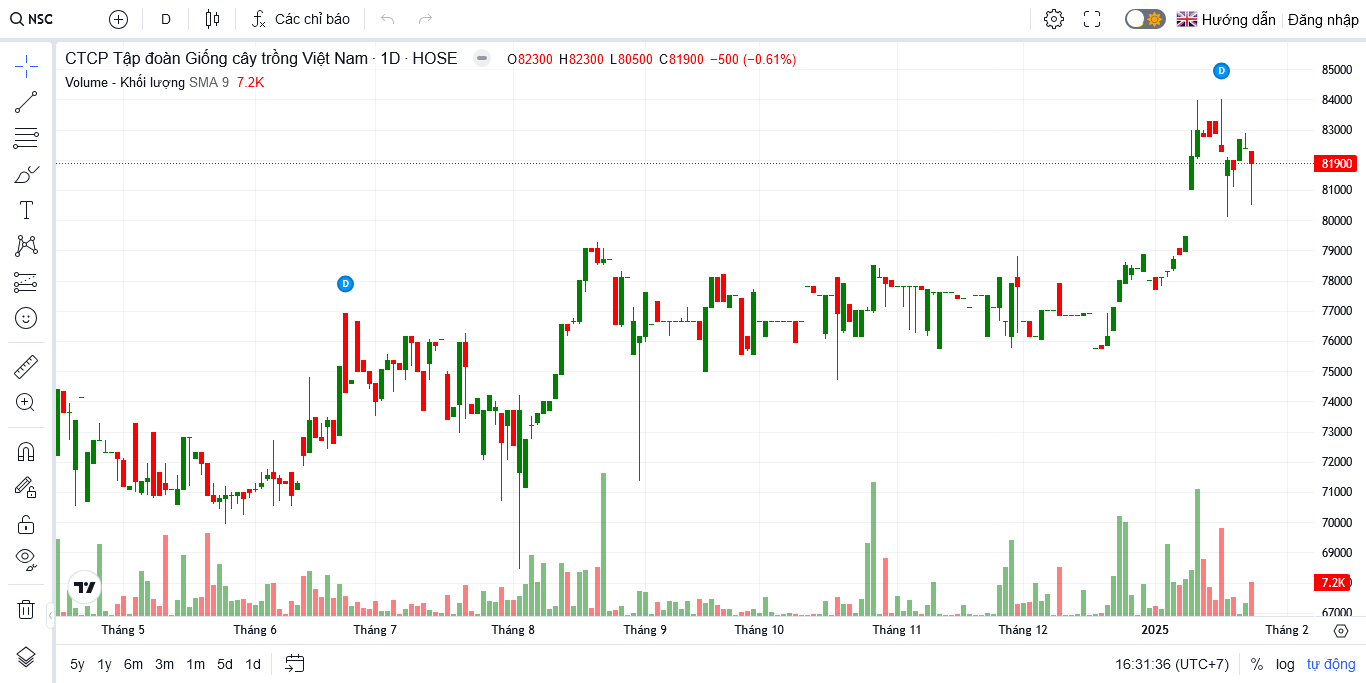 NSC D Các chỉ báo Hướng dẫn Đăng nhập
CTCP Tập đoàn Giống cây trồng Việt Nam · 1D · HOSE O82300 H82300 L80500 C81900 −500 (−0.61%)
Volume - Khối lượng SMA 9 7.2K
D
D
85000
84000
83000
81900
81000
80000
79000
78000
77000
76000
75000
74000
73000
72000
71000
70000
69000
7.2K
67000
Tháng 5 Tháng 6 Tháng 7 Tháng 8 Tháng 9 Tháng 10 Tháng 11 Tháng 12 2025 Tháng 2
5y 1y 6m 3m 1m 5d 1d 16:31:36 (UTC+7) % log tự động